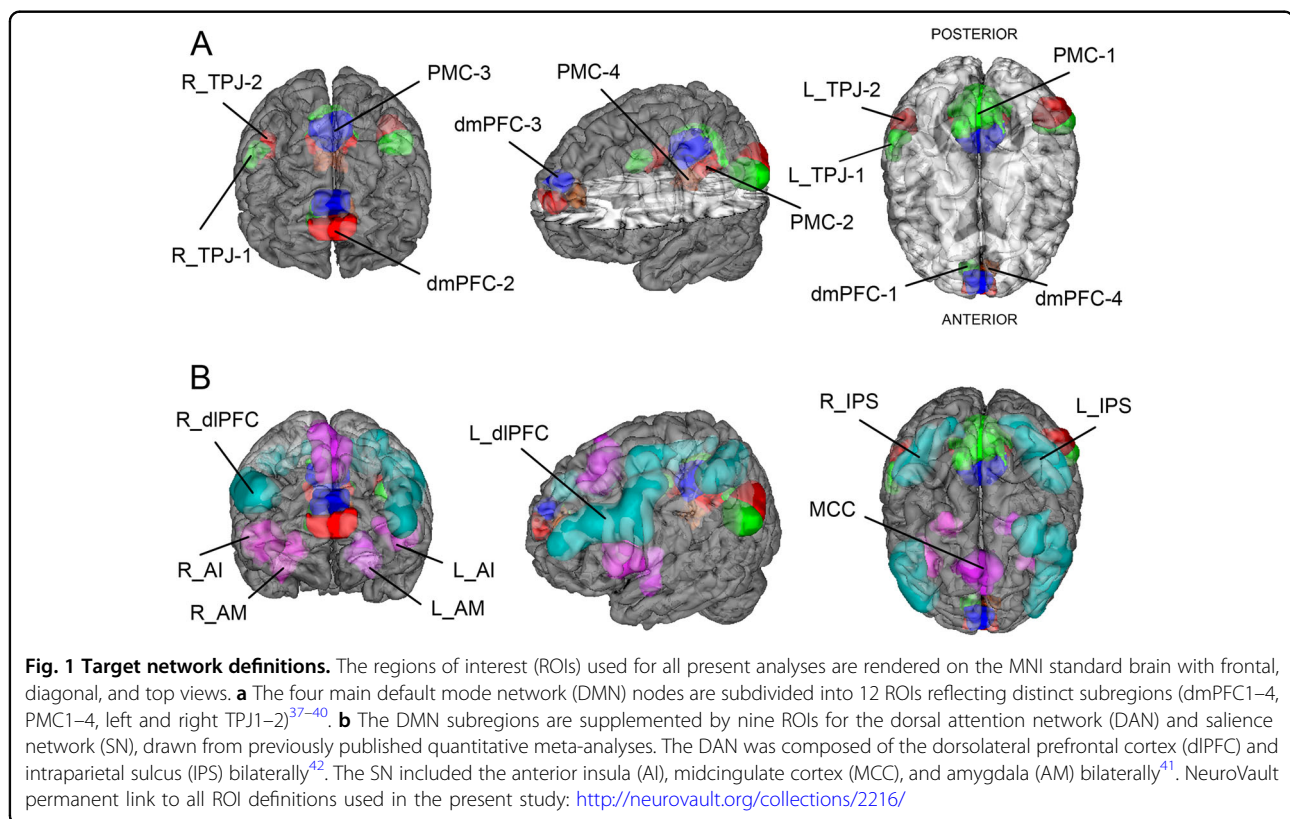 A
R_TPJ-2
PMC-3
R_TPJ-1
dmPFC-2
PMC-4
dmPFC-3
PMC-2
POSTERIOR
PMC-1
L_TPJ-2
L_TPJ-1
dmPFC-1
dmPFC-4
ANTERIOR
B
R_dlPFC
R_AI
R_AM
L_AI
L_AM
L_dlPFC
R_IPS
L_IPS
MCC
Fig. 1 Target network definitions. The regions of interest (ROIs) used for all present analyses are rendered on the MNI standard brain with frontal,
diagonal, and top views. a The four main default mode network (DMN) nodes are subdivided into 12 ROIs reflecting distinct subregions (dmPFC1–4,
PMC1–4, left and right TPJ1–2)37–40. b The DMN subregions are supplemented by nine ROIs for the dorsal attention network (DAN) and salience
network (SN), drawn from previously published quantitative meta-analyses. The DAN was composed of the dorsolateral prefrontal cortex (dlPFC) and
intraparietal sulcus (IPS) bilaterally42. The SN included the anterior insula (AI), midcingulate cortex (MCC), and amygdala (AM) bilaterally41. NeuroVault
permanent link to all ROI definitions used in the present study: http://neurovault.org/collections/2216/